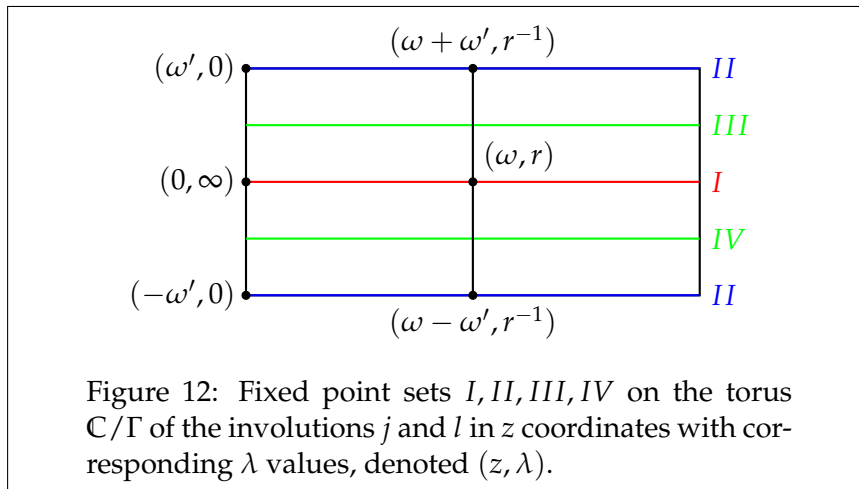 (ω + ω′, r⁻¹)
(ω′, 0)
II
III
(ω, r)
(0, ∞)
I
IV
(−ω′, 0)
II
(ω − ω′, r⁻¹)
Figure 12: Fixed point sets I, II, III, IV on the torus
ℂ/Γ of the involutions j and l in z coordinates with cor-
responding λ values, denoted (z, λ).